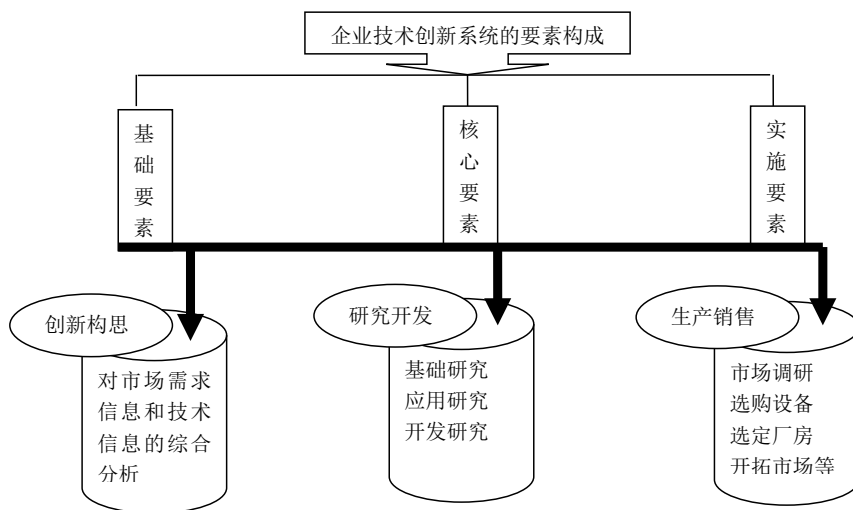 企业技术创新系统的要素构成
基础要素
核心要素
实施要素
创新构思
研究开发
生产销售
对市场需求
信息和技术
信息的综合
分析
基础研究
应用研究
开发研究
市场调研
选购设备
选定厂房
开拓市场等